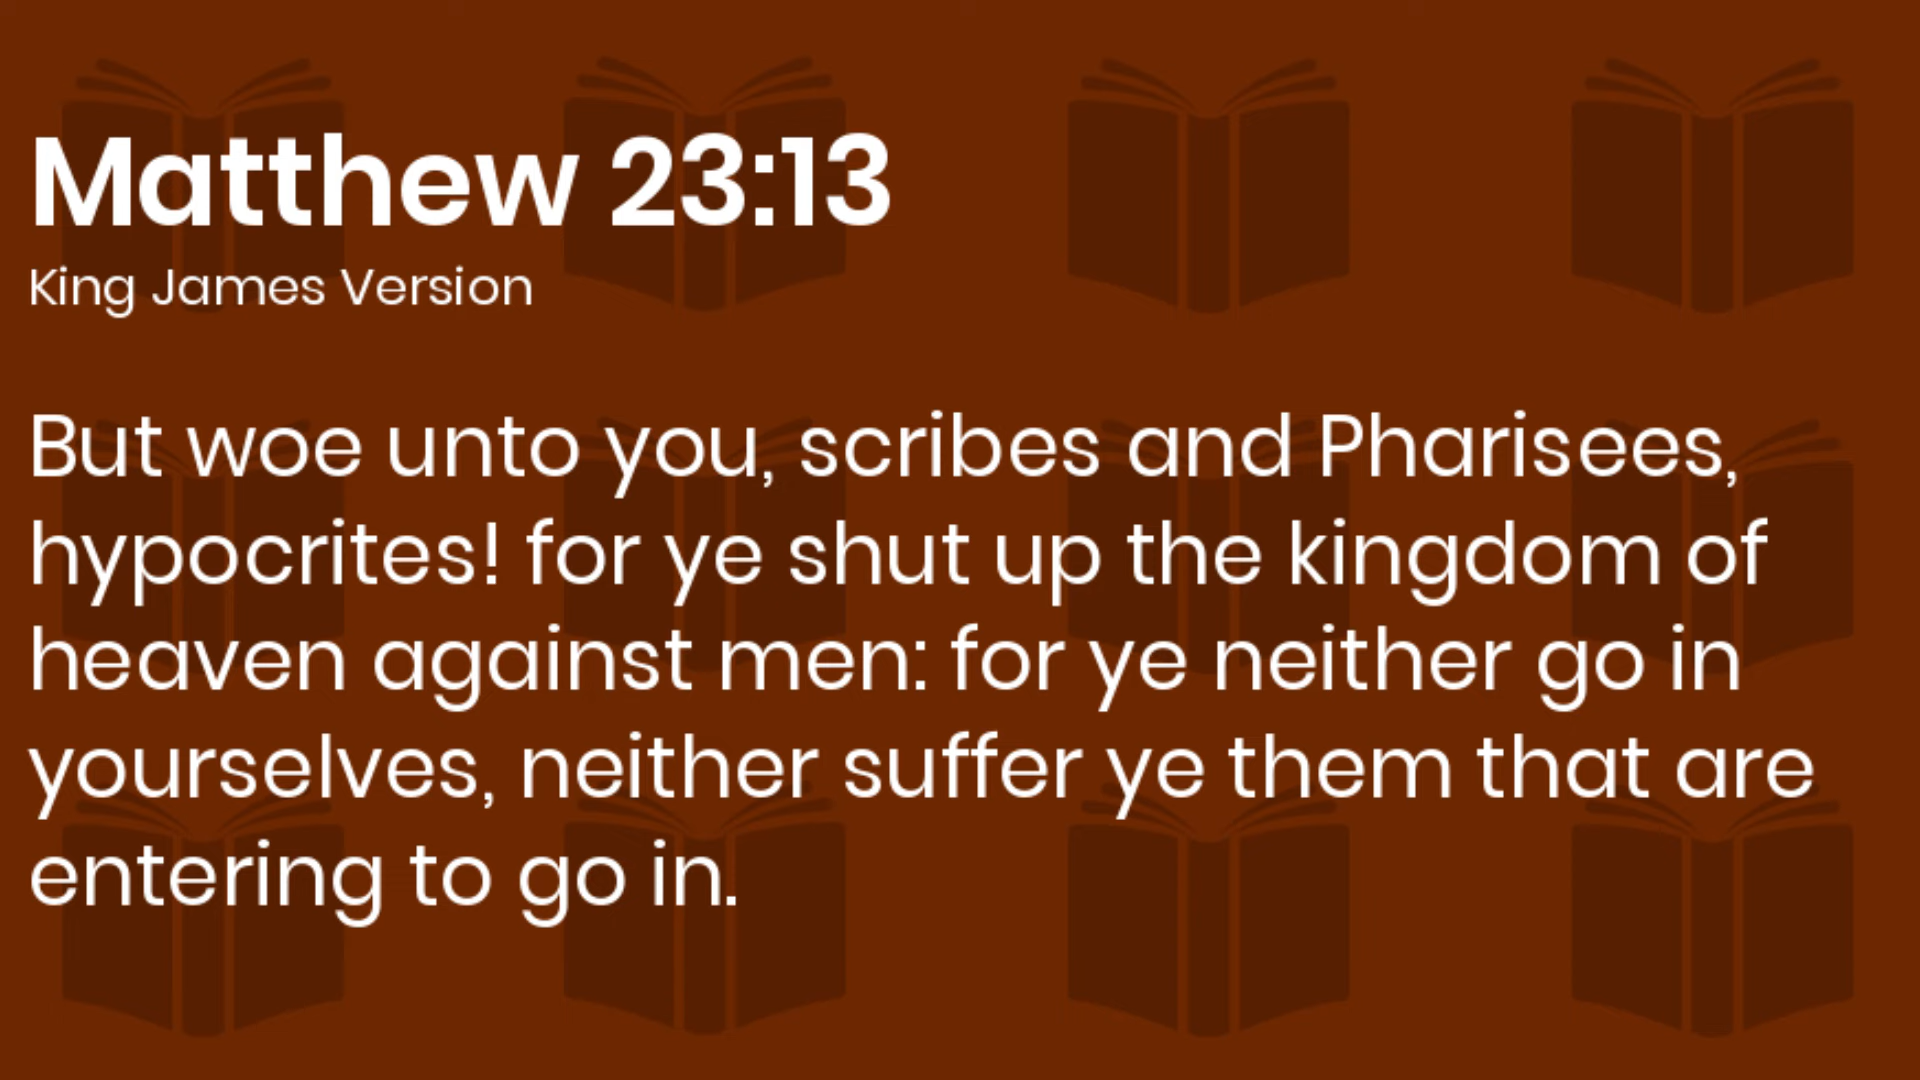 Matthew 23:13
King James Version
But woe unto you, scribes and Pharisees,
hypocrites! for ye shut up the kingdom of
heaven against men: for ye neither go in
yourselves, neither suffer ye them that are
entering to go in.